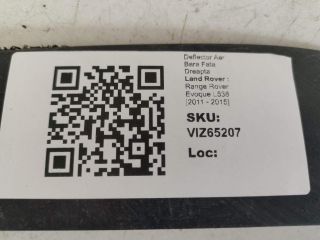 Deflector Aer
Bara Fata
Dreapta
Land Rover :
Range Rover
Evoque L538
[2011 - 2015]
SKU:
VIZ65207
Loc: